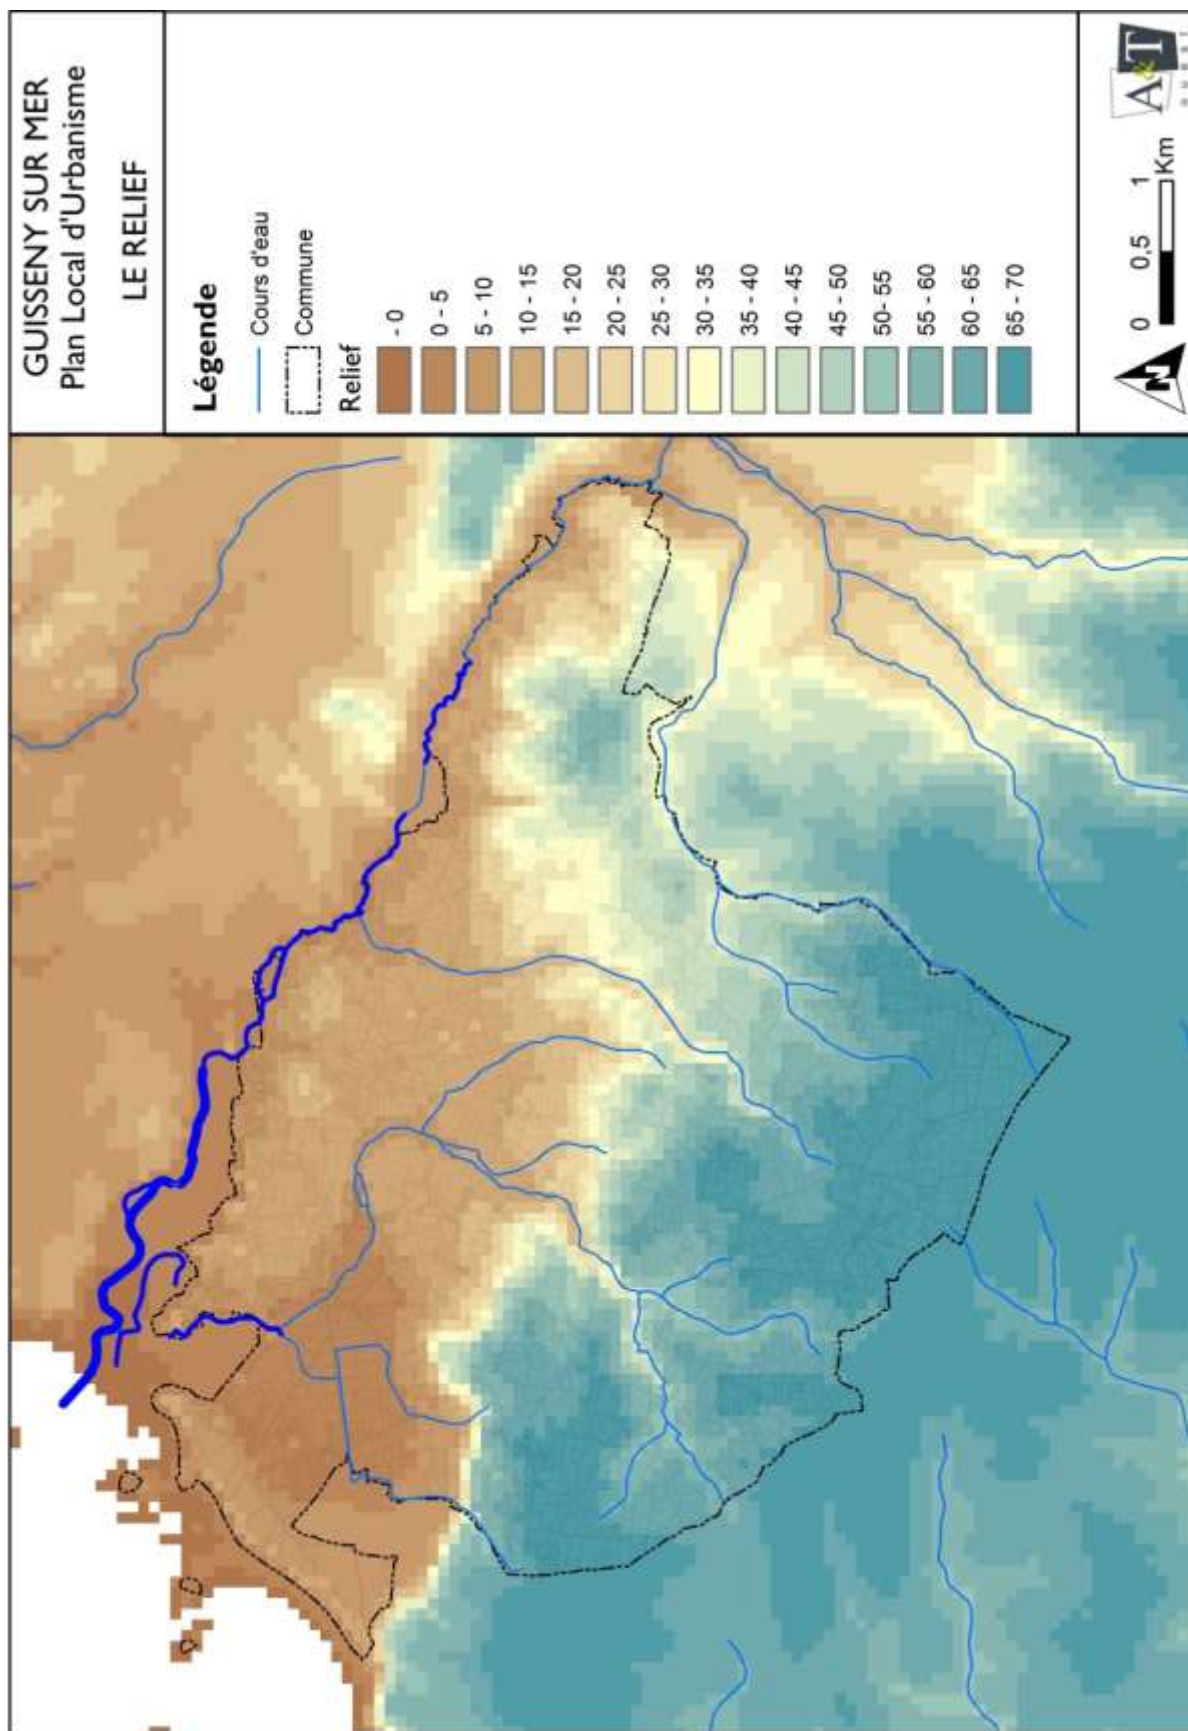 GUISSENY SUR MER
Plan Local d'Urbanisme
LE RELIEF
Légende
Cours d'eau
Commune
Relief
- 0
0 - 5
5 - 10
10 - 15
15 - 20
20 - 25
25 - 30
30 - 35
35 - 40
40 - 45
45 - 50
50- 55
55 - 60
60 - 65
65 - 70
N
0 0,5 1
Km
A&T
OUEST